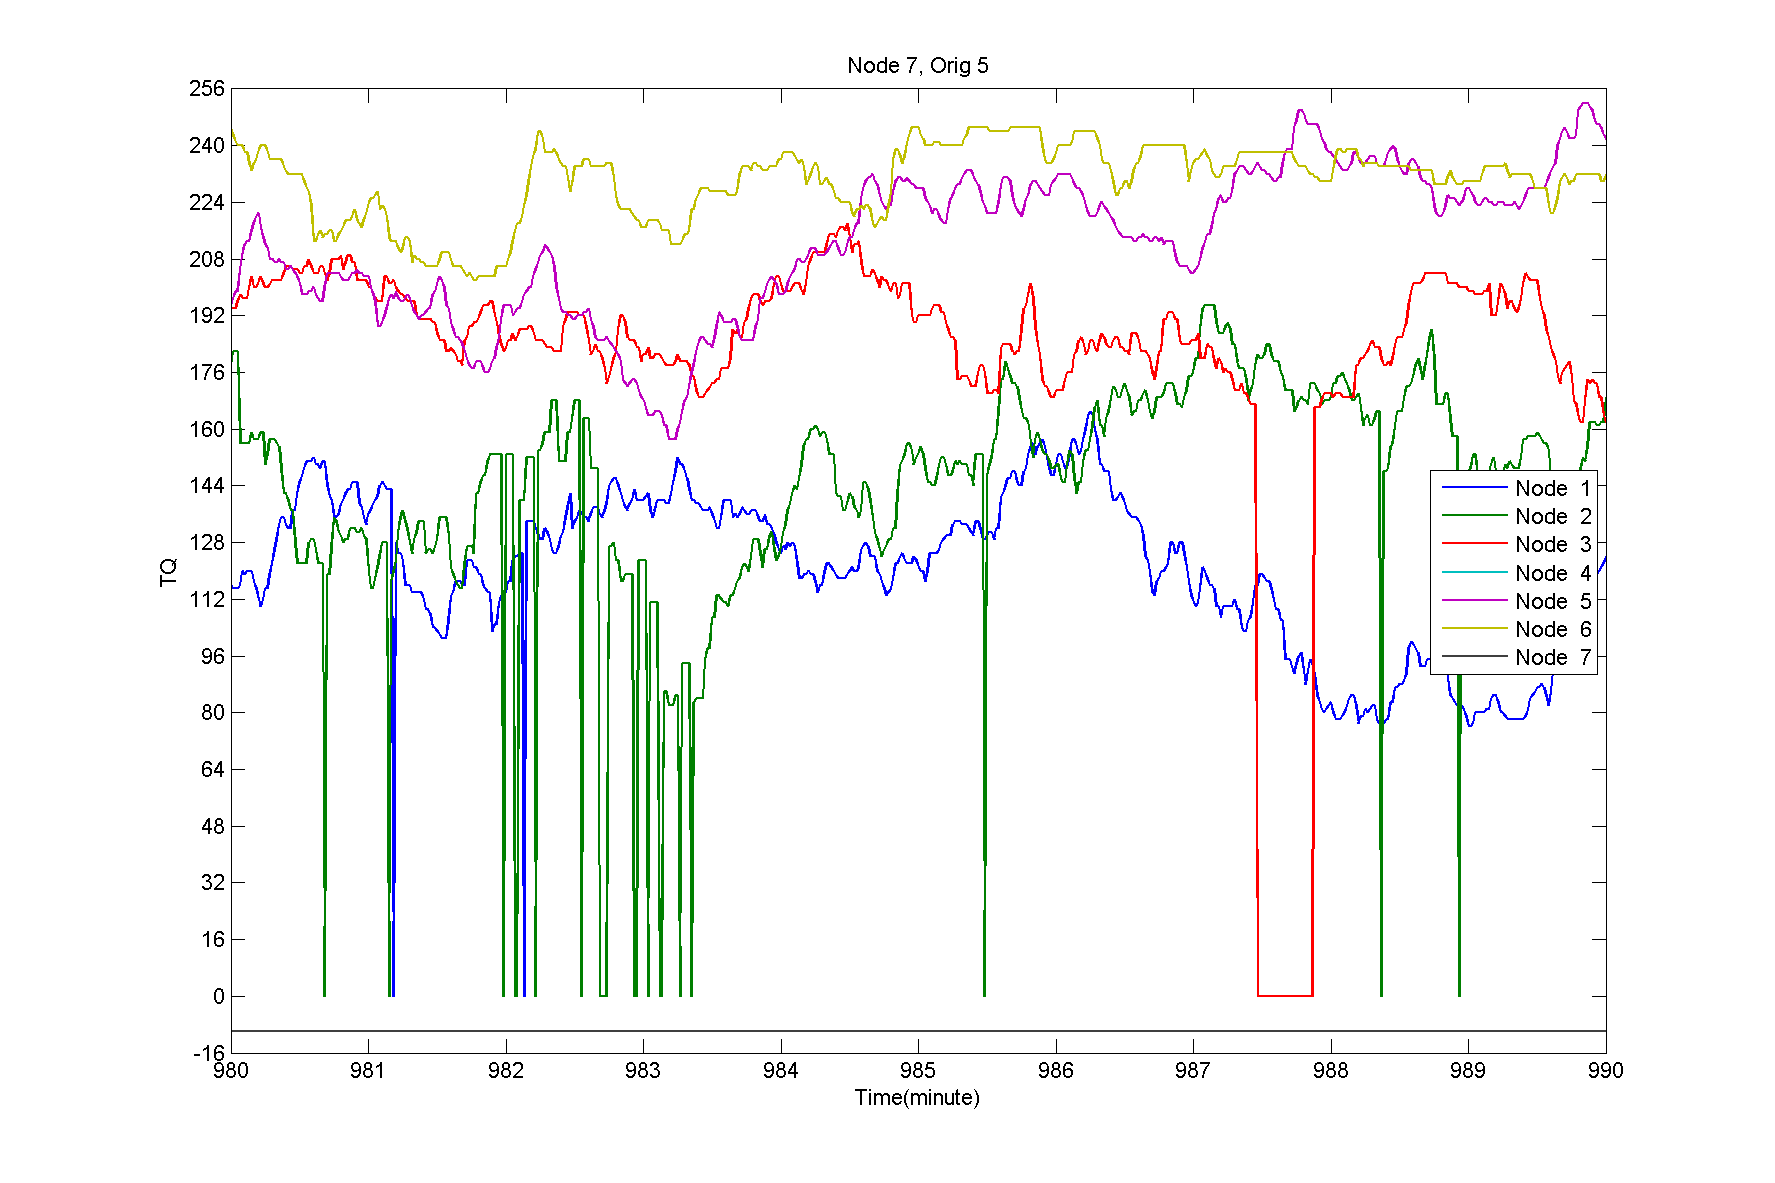 Node 7, Orig 5
256
240
224
208
192
176
160
144
128
112
96
80
64
48
32
16
0
-16
TQ
Node 1
Node 2
Node 3
Node 4
Node 5
Node 6
Node 7
980 981 982 983 984 985 986 987 988 989 990
Time(minute)